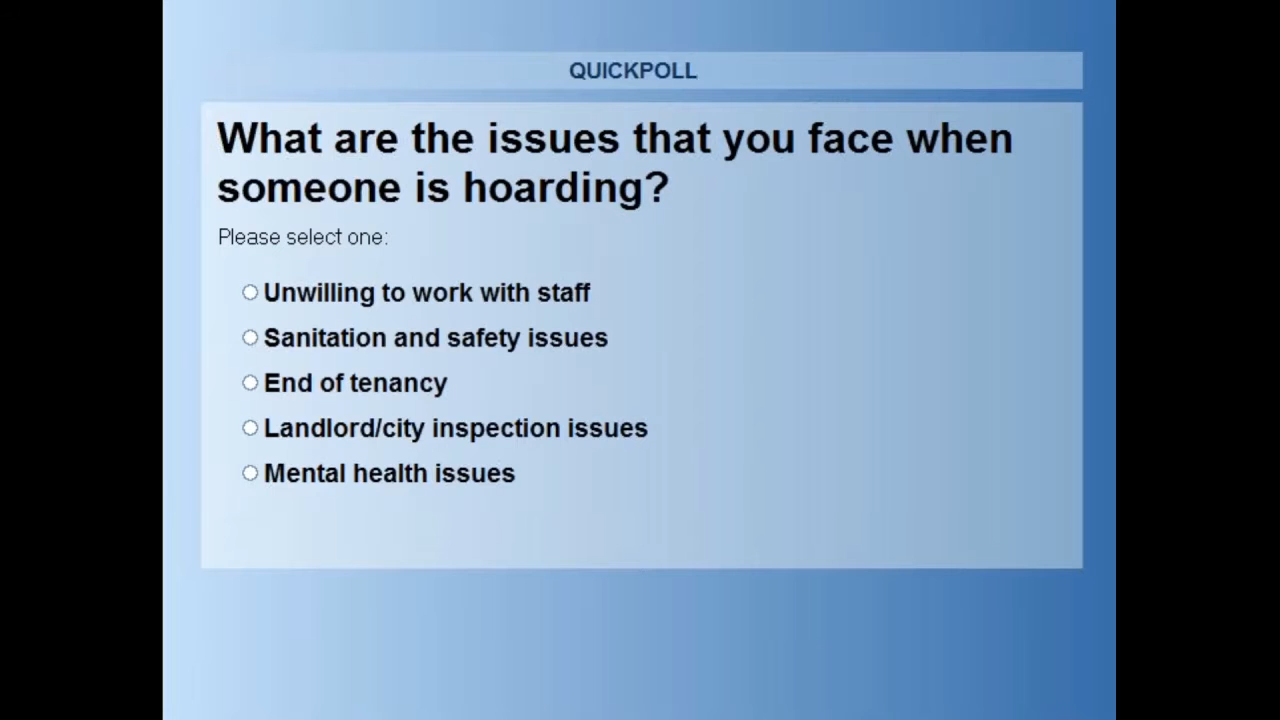 QUICKPOLL
What are the issues that you face when
someone is hoarding?
Please select one:
Unwilling to work with staff
Sanitation and safety issues
End of tenancy
Landlord/city inspection issues
Mental health issues